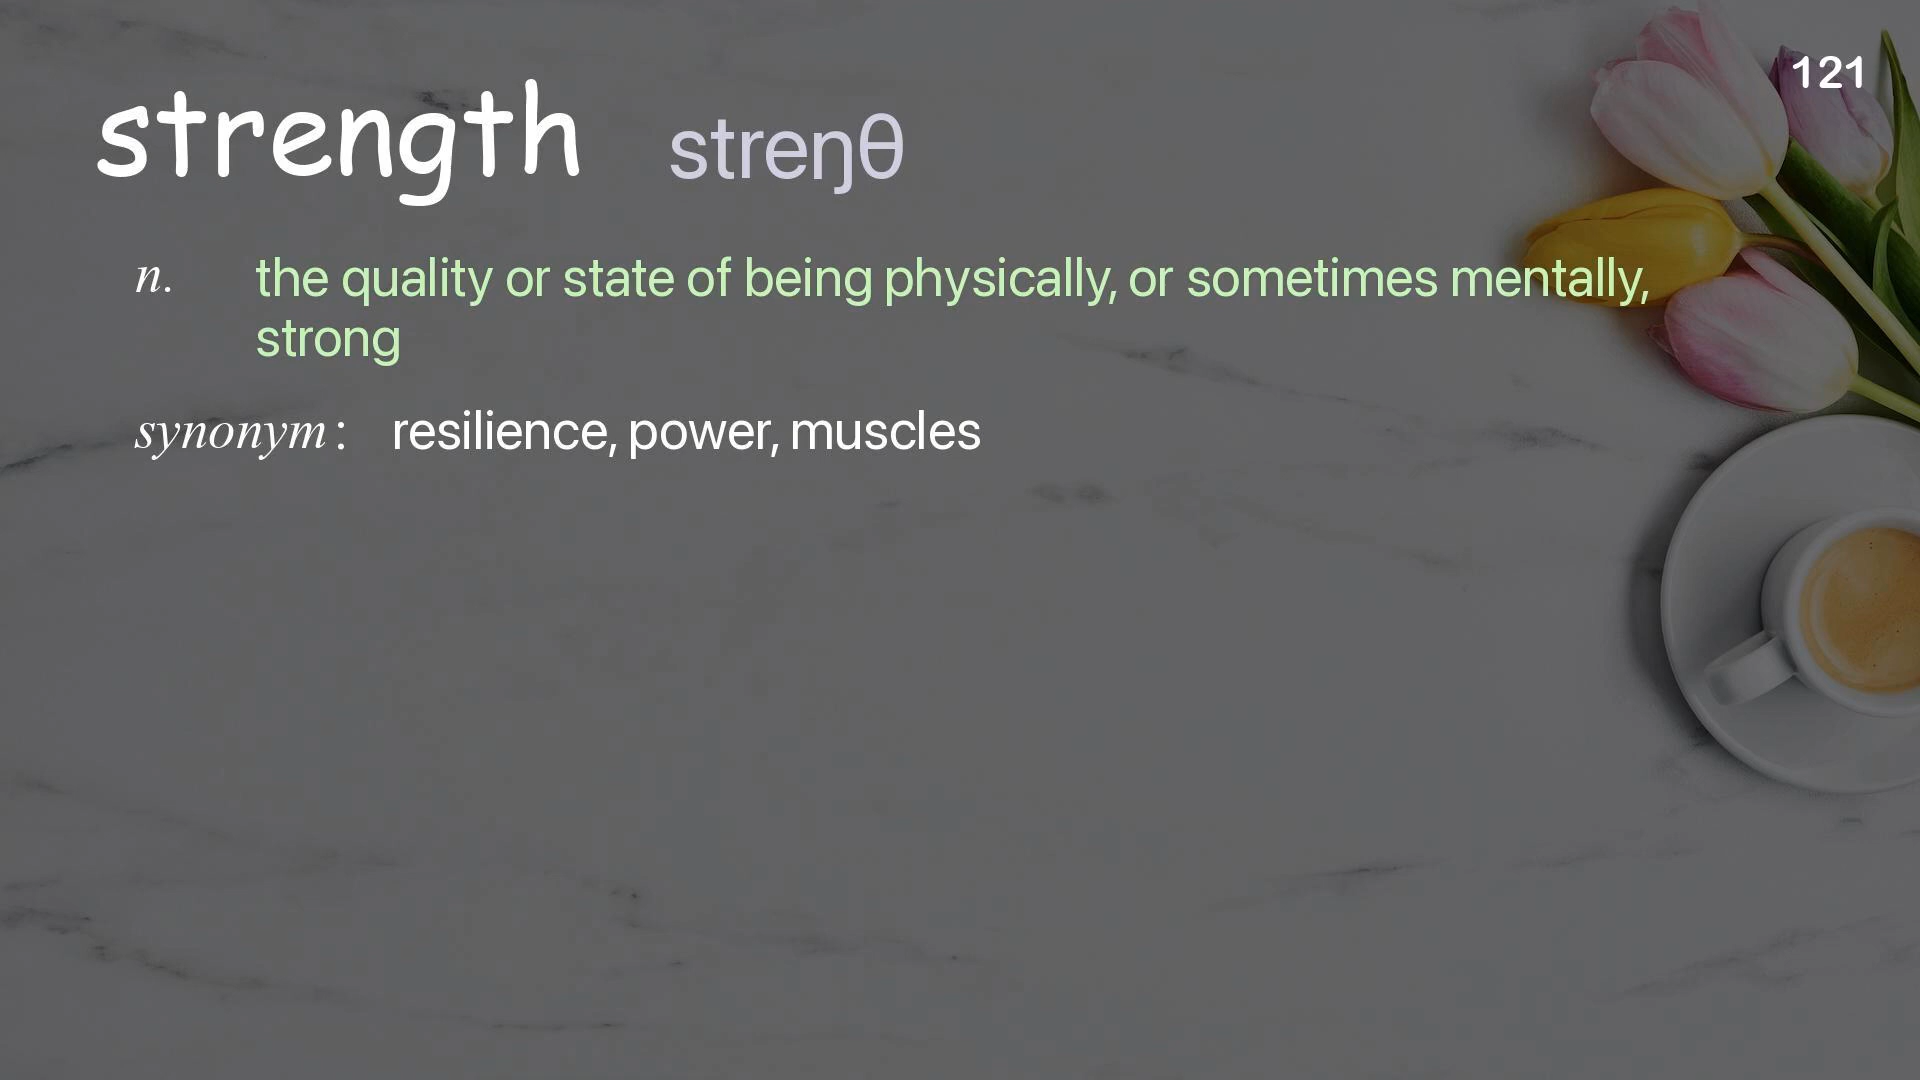 121
strength streŋθ
n. the quality or state of being physically, or sometimes mentally,
strong
synonym: resilience, power, muscles